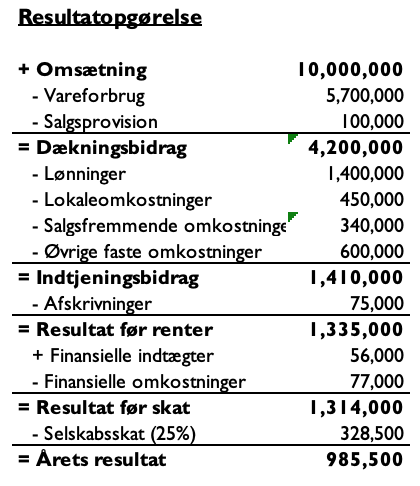 Resultatopgørelse
+ Omsætning 10,000,000
- Vareforbrug 5,700,000
- Salgsprovision 100,000
= Dækningsbidrag 4,200,000
- Lønninger 1,400,000
- Lokaleomkostninger 450,000
- Salgsfremmende omkostninge 340,000
- Øvrige faste omkostninger 600,000
= Indtjeningsbidrag 1,410,000
- Afskrivninger 75,000
= Resultat før renter 1,335,000
+ Finansielle indtægter 56,000
- Finansielle omkostninger 77,000
= Resultat før skat 1,314,000
- Selskabsskat (25%) 328,500
= Årets resultat 985,500